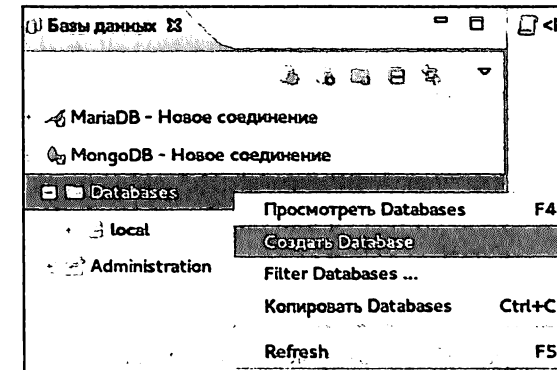 Базы данных
MariaDB - Новое соединение
MongoDB - Новое соединение
Databases
local
Administration
Просмотреть Databases F4
Создать Database
Filter Databases ...
Копировать Databases Ctrl+C
Refresh F5